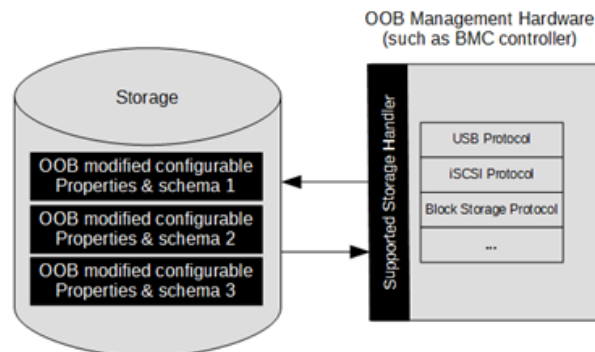 OOB Management Hardware
(such as BMC controller)
Storage
OOB modified configurable
Properties & schema 1
OOB modified configurable
Properties & schema 2
OOB modified configurable
Properties & schema 3
Supported Storage Handler
USB Protocol
iSCSI Protocol
Block Storage Protocol
...